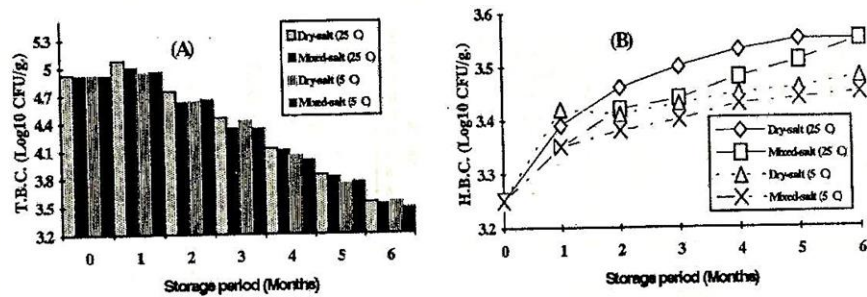 (A)
T.B.C. (Log10 CFU/g.)
5.3
5
4.7
4.4
4.1
3.8
3.5
3.2
Dry-salt (25 C)
Mixed-salt (25 C)
Dry-salt (5 C)
Mixed-salt (5 C)
0 1 2 3 4 5 6
Storage period (Months)
(B)
H.B.C. (Log10 CFU/g.)
3.6
3.5
3.4
3.3
3.2
Dry-salt (25 C)
Mixed-salt (25 C)
Dry-salt (5 C)
Mixed-salt (5 C)
0 1 2 3 4 5 6
Storage period (Months)